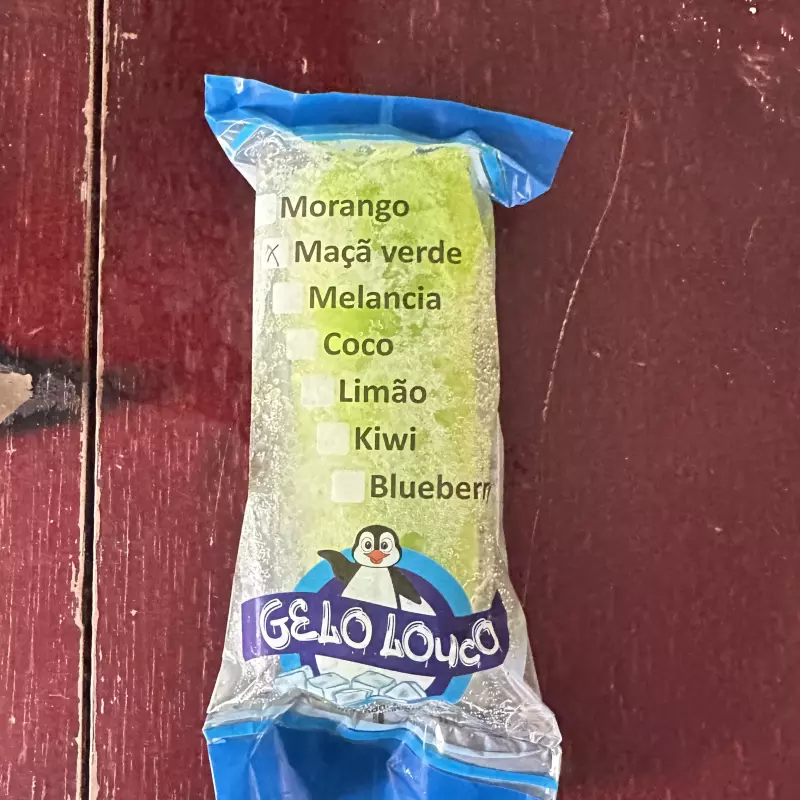 Morango
x Maçã verde
Melancia
Coco
Limão
Kiwi
Blueberr
GELO LOUCO